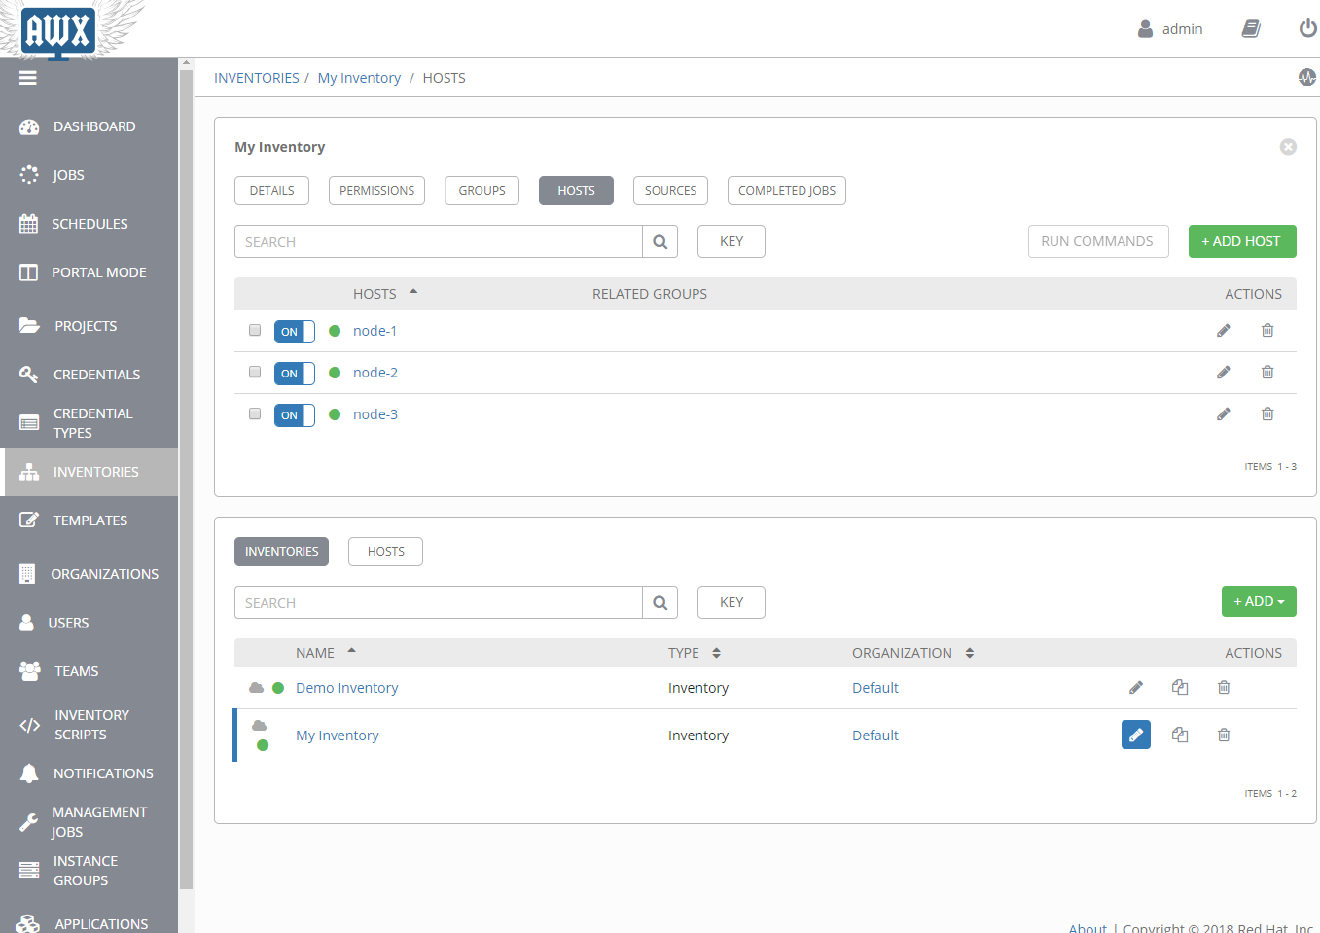 AWX
admin
INVENTORIES / My Inventory / HOSTS
DASHBOARD
JOBS
SCHEDULES
PORTAL MODE
PROJECTS
CREDENTIALS
CREDENTIAL
TYPES
INVENTORIES
TEMPLATES
ORGANIZATIONS
USERS
TEAMS
INVENTORY
SCRIPTS
NOTIFICATIONS
MANAGEMENT
JOBS
INSTANCE
GROUPS
APPLICATIONS
My Inventory
DETAILS PERMISSIONS GROUPS HOSTS SOURCES COMPLETED JOBS
SEARCH KEY RUN COMMANDS + ADD HOST
HOSTS RELATED GROUPS ACTIONS
ON node-1
ON node-2
ON node-3
ITEMS 1 - 3
INVENTORIES HOSTS
SEARCH KEY + ADD
NAME TYPE ORGANIZATION ACTIONS
Demo Inventory Inventory Default
My Inventory Inventory Default
ITEMS 1 - 2
About | Copyright © 2018 Red Hat, Inc.